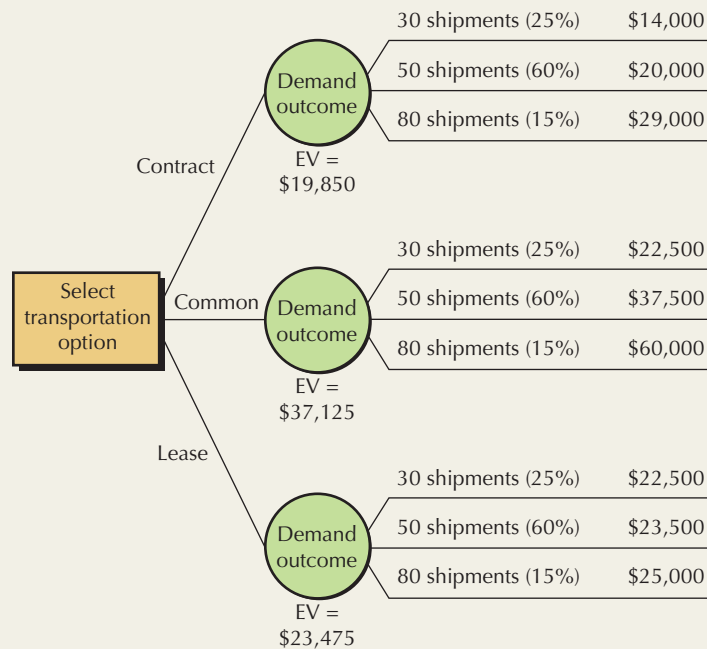 30 shipments (25%) $14,000
Demand
outcome
50 shipments (60%) $20,000
80 shipments (15%) $29,000
EV =
$19,850
Contract
30 shipments (25%) $22,500
Select
transportation
option
Common
Demand
outcome
50 shipments (60%) $37,500
80 shipments (15%) $60,000
EV =
$37,125
Lease
30 shipments (25%) $22,500
Demand
outcome
50 shipments (60%) $23,500
80 shipments (15%) $25,000
EV =
$23,475